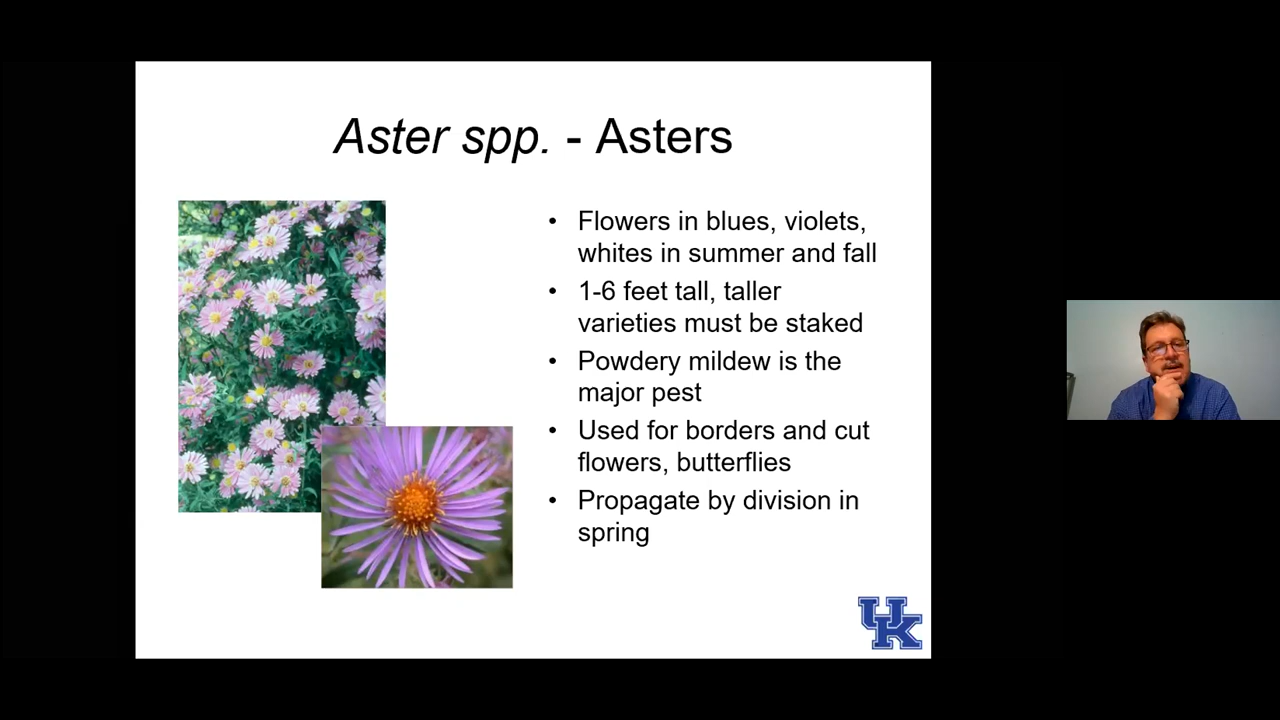 Aster spp. - Asters
• Flowers in blues, violets,
whites in summer and fall
• 1-6 feet tall, taller
varieties must be staked
• Powdery mildew is the
major pest
• Used for borders and cut
flowers, butterflies
• Propagate by division in
spring
UK